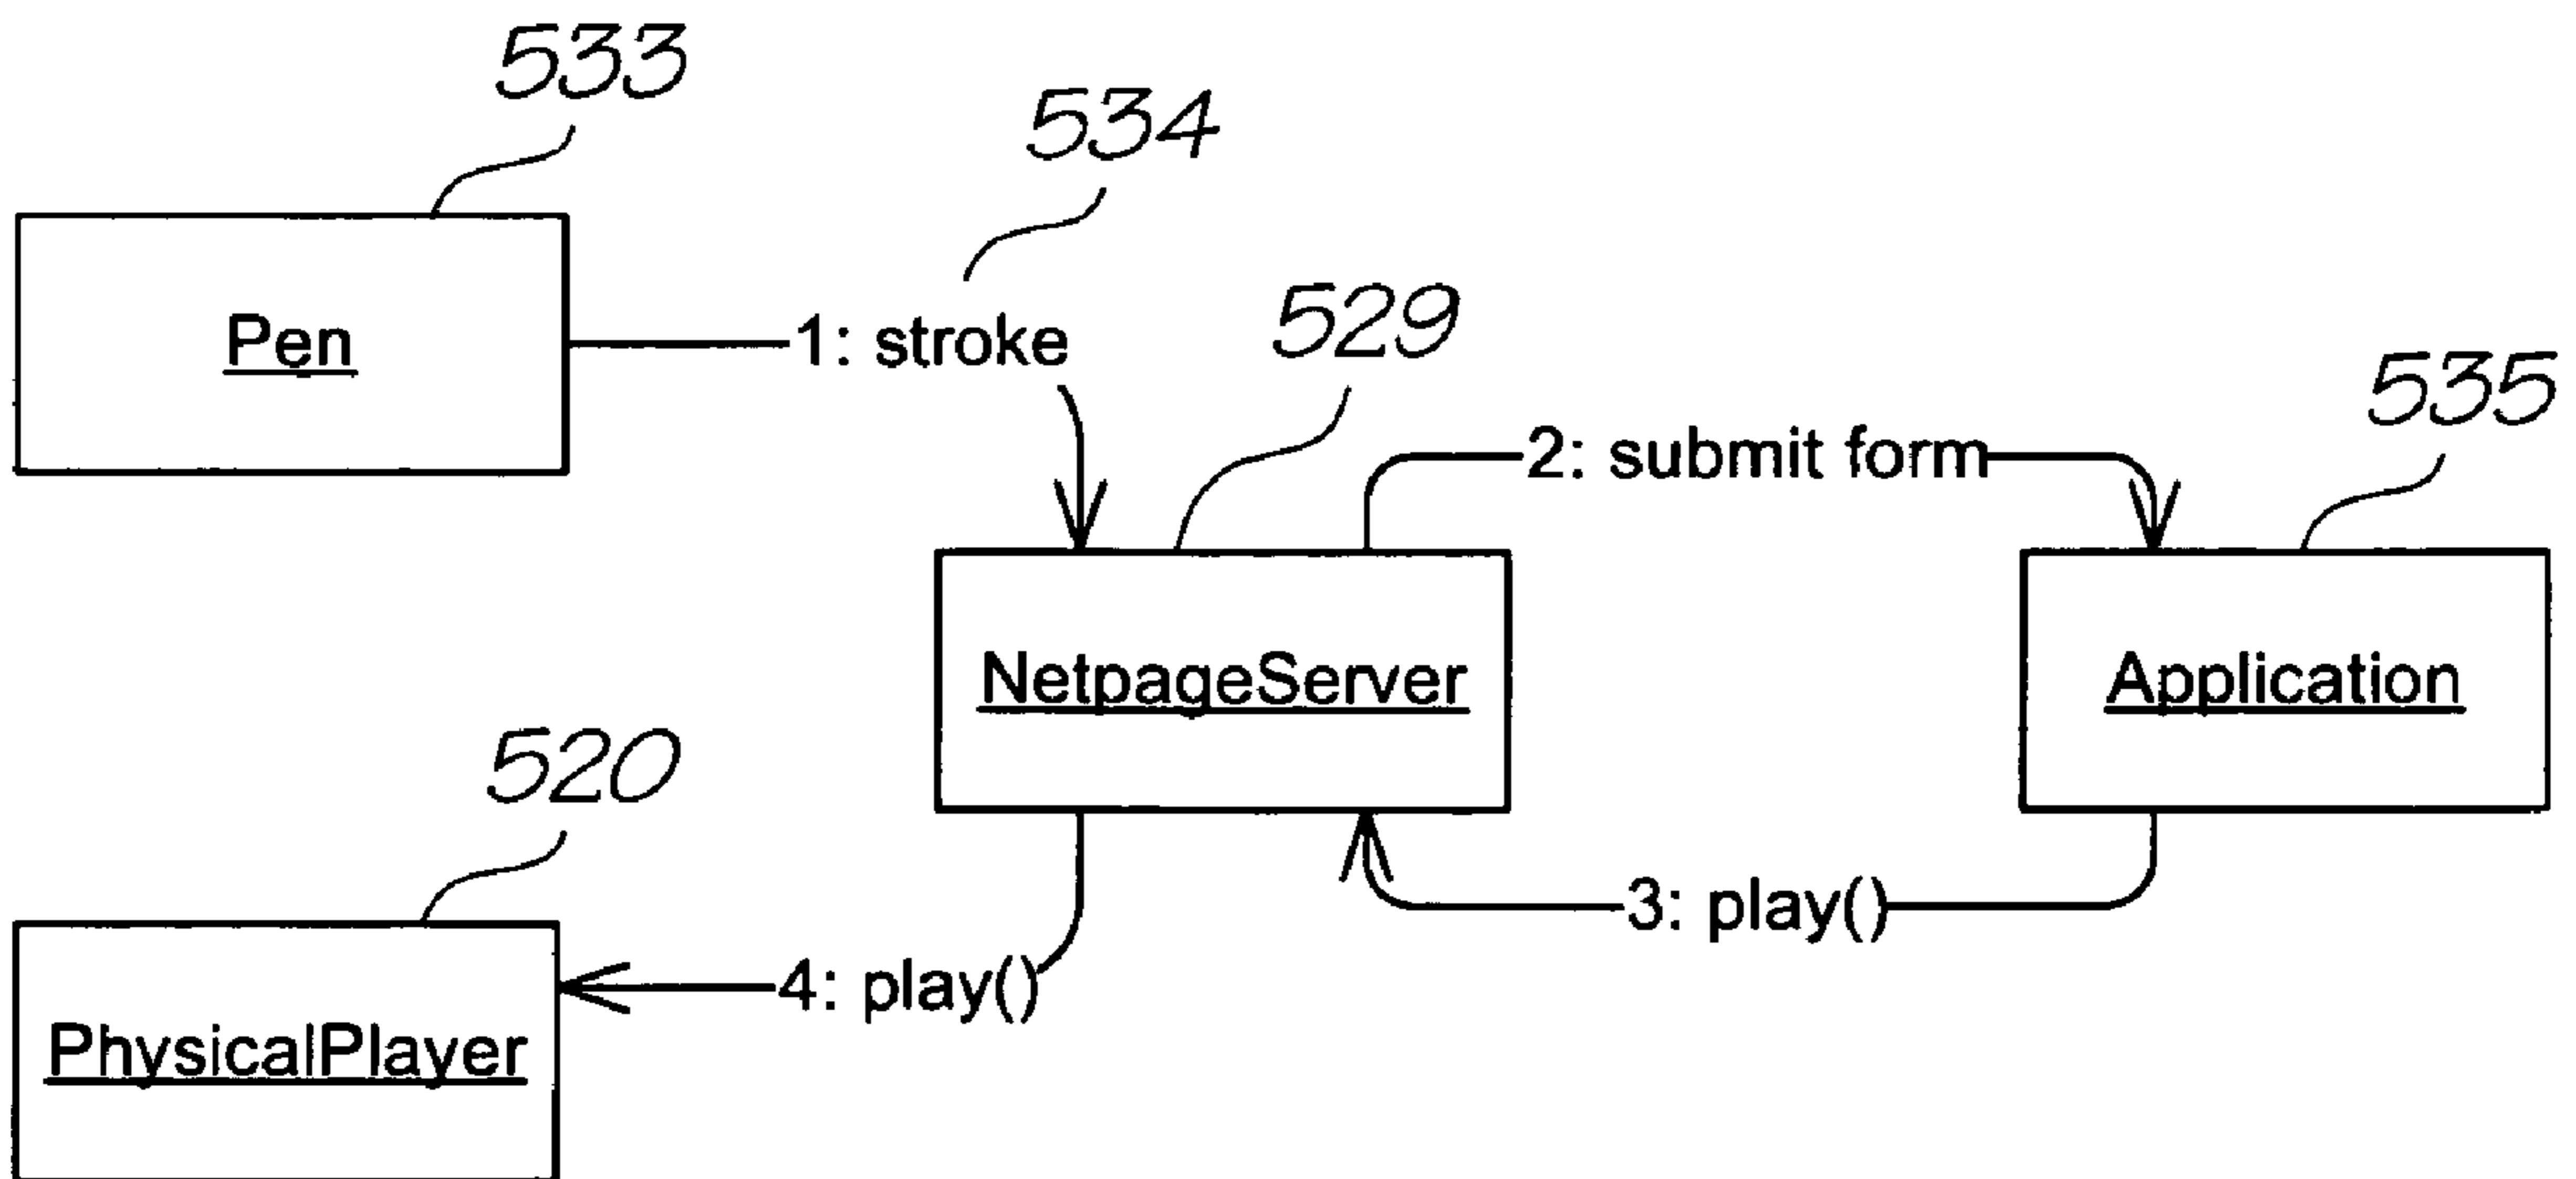 533
534
Pen
1: stroke
529
535
2: submit form
NetpageServer
Application
520
3: play()
4: play()
PhysicalPlayer